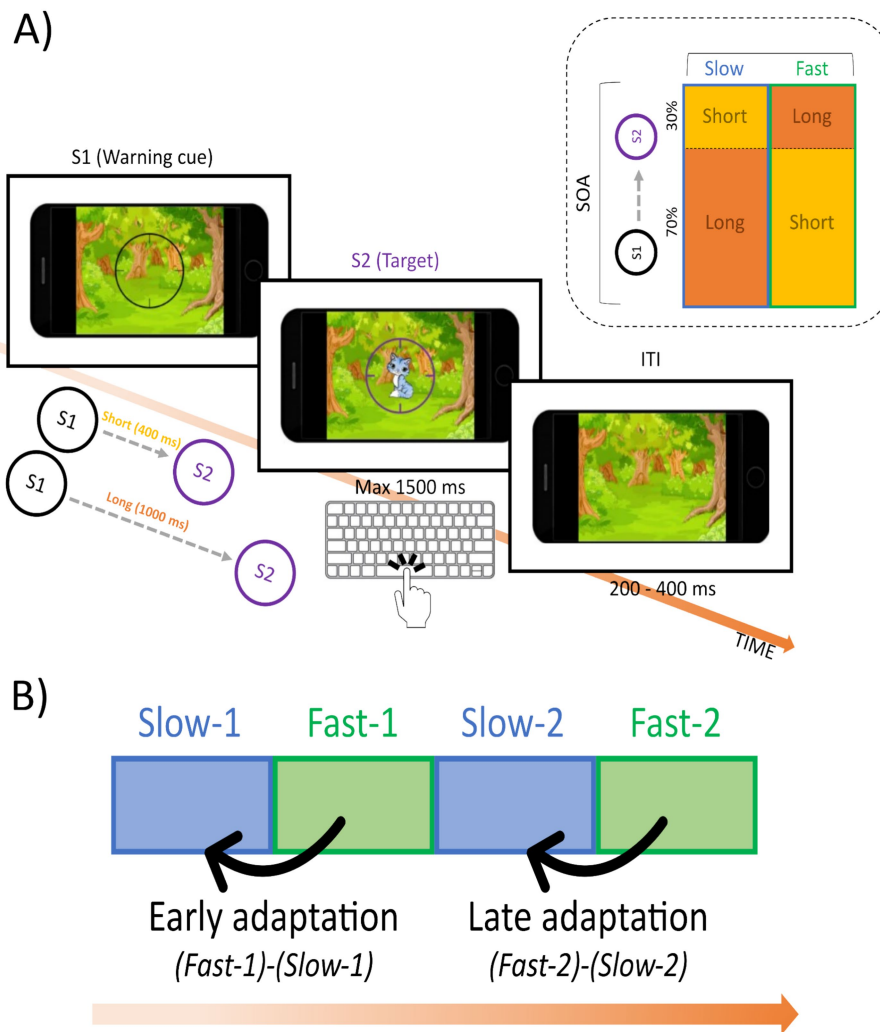 A)
S1 (Warning cue)
S2 (Target)
ITI
Slow Fast
Short Long
Long Short
30%
70%
SOA
S2
S1
S1
Short (400 ms)
S2
S1
Long (1000 ms)
S2
Max 1500 ms
200 - 400 ms
TIME
B)
Slow-1 Fast-1 Slow-2 Fast-2
Early adaptation Late adaptation
(Fast-1)-(Slow-1) (Fast-2)-(Slow-2)